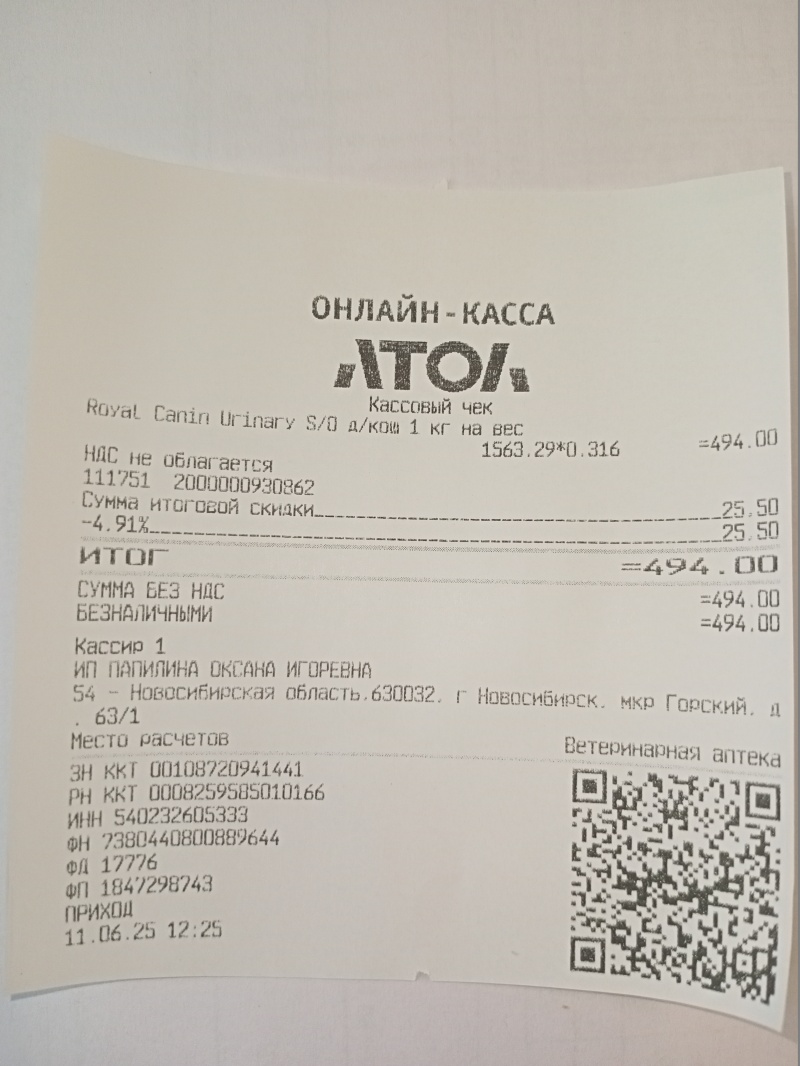 ОНЛАЙН-КАССА
АТОЛ
Кассовый чек
Royal Canin Urinary S/O д/кош 1 кг на вес
1563.29*0.316 =494.00
НДС не облагается
111751 2000000930862
Сумма итоговой скидки 25.50
-4.91% 25.50
ИТОГ =494.00
СУММА БЕЗ НДС =494.00
БЕЗНАЛИЧНЫМИ =494.00
Кассир 1
ИП ПАПИЛИНА ОКСАНА ИГОРЕВНА
54 - Новосибирская область,630032, г Новосибирск, мкр Горский, д
. 63/1
Место расчетов Ветеринарная аптека
ЗН ККТ 00108720941441
РН ККТ 0008259585010166
ИНН 540232605333
ФН 7380440800889644
ФД 17776
ФП 1847298743
ПРИХОД
11.06.25 12:25